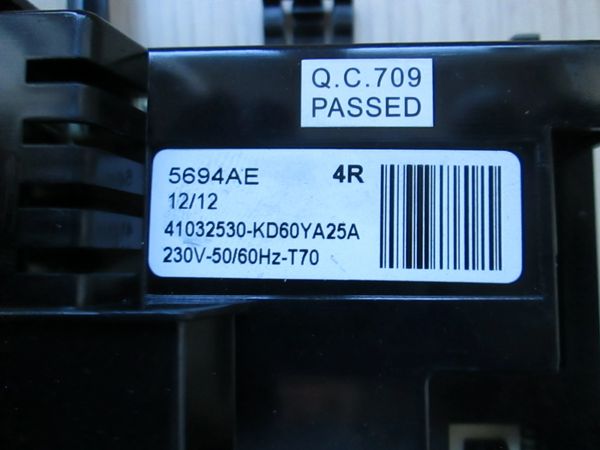 Q.C.709
PASSED
5694AE 4R
12/12
41032530-KD60YA25A
230V-50/60Hz-T70